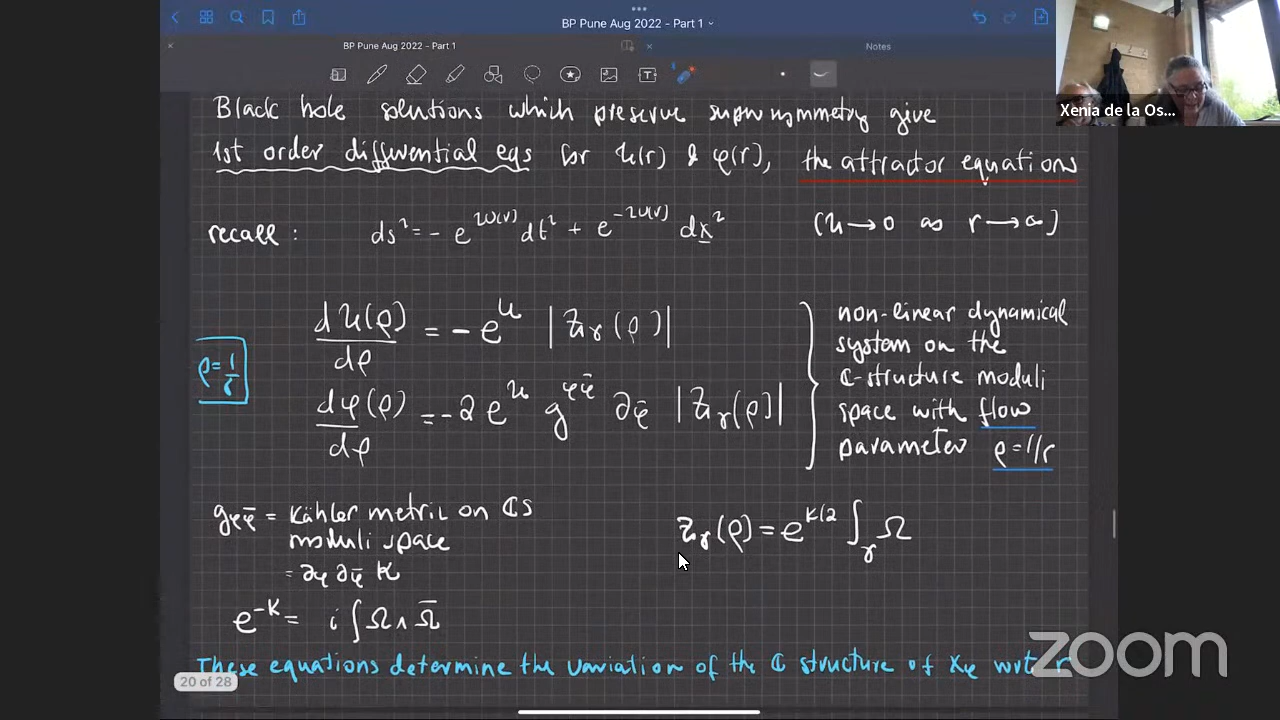 BP Pune Aug 2022 - Part 1
BP Pune Aug 2022 - Part 1
Notes
Xenia de la Os...
Black hole solutions which preserve supersymmetry give
1st order differential eqs for U(r) & φ(r), the attractor equations
recall: ds² = - e^{2U(r)} dt² + e^{-2U(r)} dx² (U → 0 as r → ∞)
ρ = 1/r
dU(ρ)/dρ = - e^U |Z_γ(ρ)|
dφ(ρ)/dρ = -2 e^U g^{φφ̄} ∂_φ̄ |Z_γ(ρ)|
non-linear dynamical
system on the
ℂ-structure moduli
space with flow
parameter ρ = 1/r
g_{φφ̄} = Kähler metric on ℂS
moduli space
= ∂_φ ∂_φ̄ K
Z_γ(ρ) = e^{K/2} ∫_γ Ω
e^{-K} = i ∫ Ω ∧ Ω̄
These equations determine the variation of the ℂ structure of X_φ wrt r
20 of 28
zoom